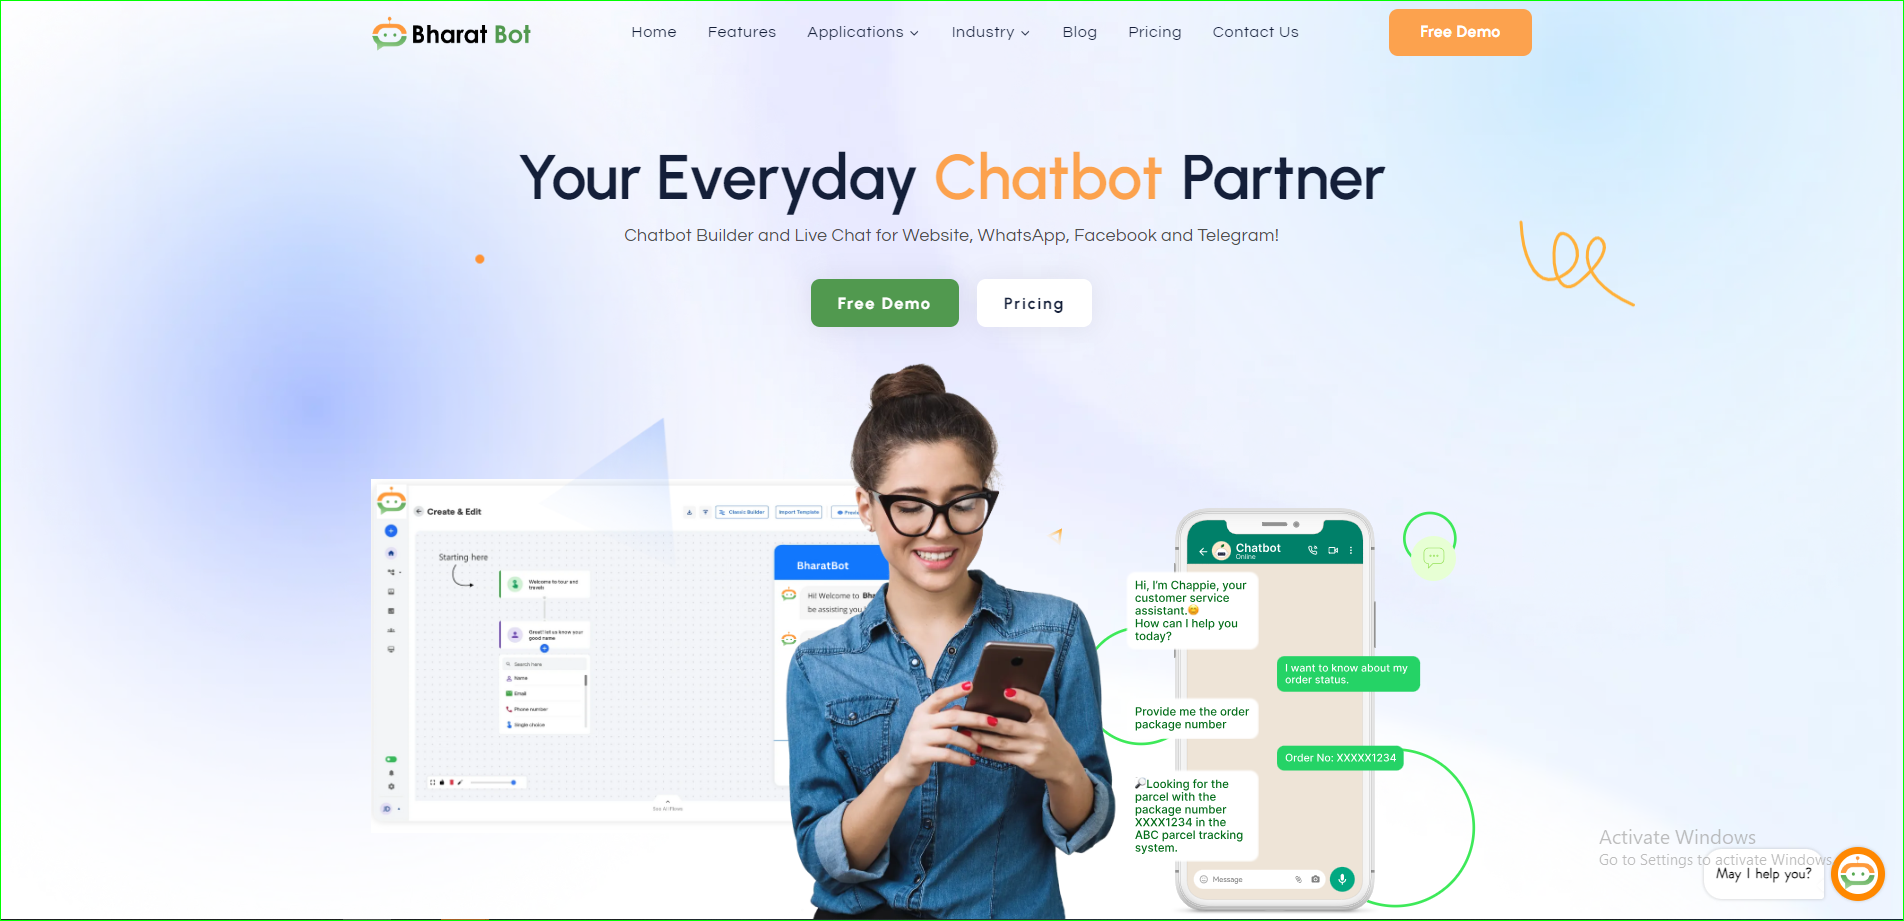 Bharat Bot
Home
Features
Applications
Industry
Blog
Pricing
Contact Us
Free Demo
Your Everyday Chatbot Partner
Chatbot Builder and Live Chat for Website, WhatsApp, Facebook and Telegram!
Free Demo
Pricing
Create & Edit
Classic Builder
Import Template
Starting here
Welcome to tour and
travels
Great! let us know your
good name
Search here
Name
Email
Phone number
Single choice
See All Flows
BharatBot
Hi! Welcome to
be assisting you
Chatbot
Online
Hi, I'm Chappie, your
customer service
assistant.😊
How can I help you
today?
I want to know about my
order status.
Provide me the order
package number
Order No: XXXXX1234
🔎Looking for the
parcel with the
package number
XXXX1234 in the
ABC parcel tracking
system.
Message
Activate Windows
Go to Settings to activate Windows
May I help you?